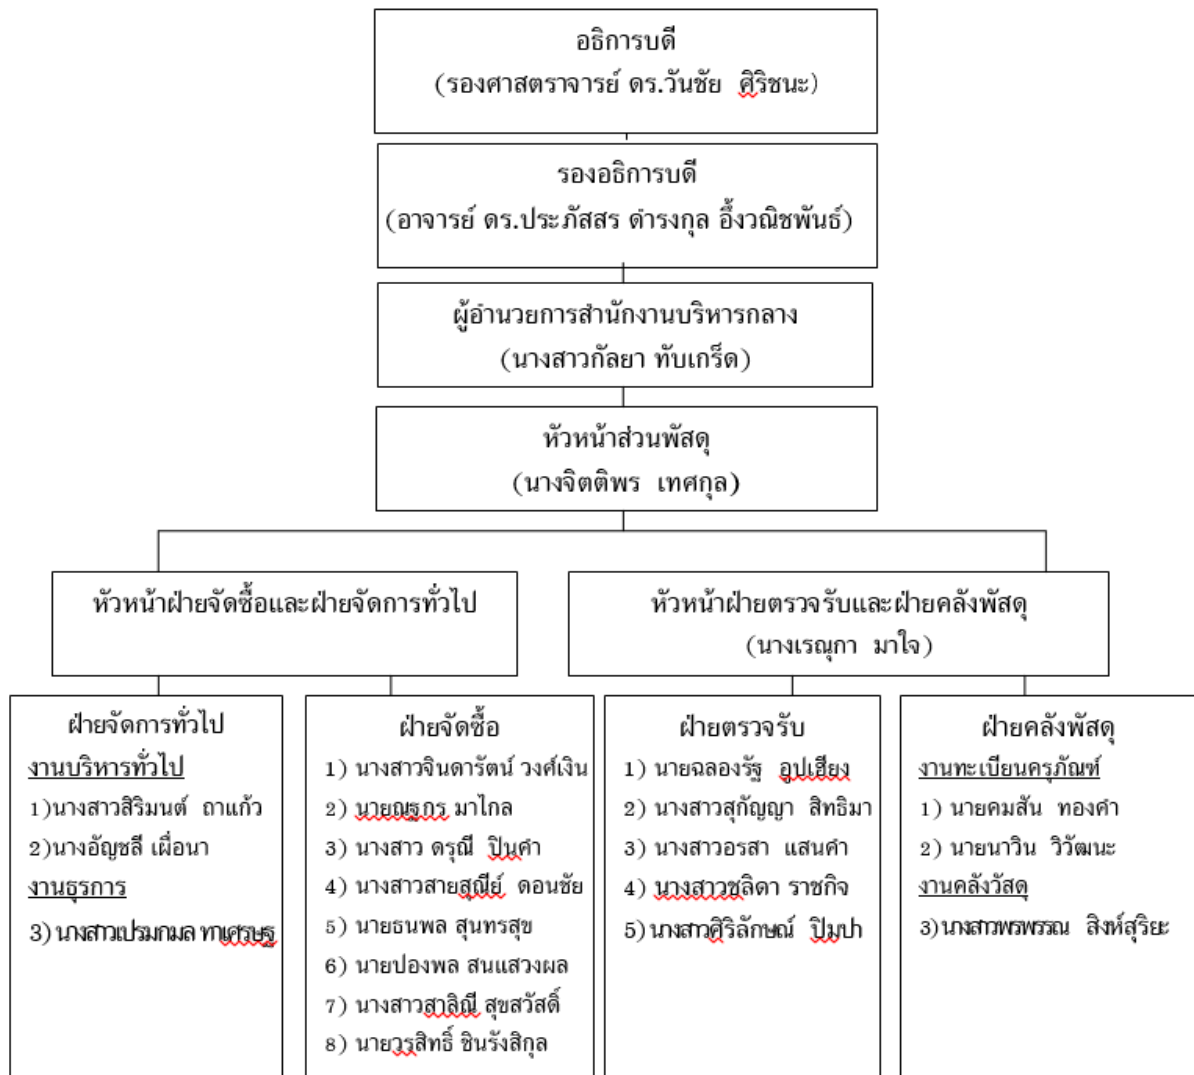 อธิการบดี
(รองศาสตราจารย์ ดร.วันชัย ศิริชนะ)
รองอธิการบดี
(อาจารย์ ดร.ประภัสสร ดำรงกุล อึ้งวณิชพันธ์)
ผู้อำนวยการสำนักงานบริหารกลาง
(นางสาวกัลยา ทับเกร็ด)
หัวหน้าส่วนพัสดุ
(นางจิตติพร เทศกุล)
หัวหน้าฝ่ายจัดซื้อและฝ่ายจัดการทั่วไป
หัวหน้าฝ่ายตรวจรับและฝ่ายคลังพัสดุ
(นางเรณุกา มาใจ)
ฝ่ายจัดการทั่วไป
งานบริหารทั่วไป
1)นางสาวสิริมนต์ ถาแก้ว
2)นางอัญชลี เผื่อนา
งานธุรการ
3) นางสาวเปรมกมล ทาเศรษฐ
ฝ่ายจัดซื้อ
1) นางสาวจินดารัตน์ วงศ์เงิน
2) นายณฐกร มาไกล
3) นางสาว ดรุณี ปินคำ
4) นางสาวสายสุณีย์ ดอนชัย
5) นายธนพล สุนทรสุข
6) นายปองพล สนแสวงผล
7) นางสาวสาลิณี สุขสวัสดิ์
8) นายวรุสิทธิ์ ชินรังสิกุล
ฝ่ายตรวจรับ
1) นายฉลองรัฐ อูปเฮียง
2) นางสาวสุกัญญา สิทธิมา
3) นางสาวอรสา แสนคำ
4) นางสาวชุลิดา ราชกิจ
5)นางสาวศิริลักษณ์ ปิมปา
ฝ่ายคลังพัสดุ
งานทะเบียนครุภัณฑ์
1) นายคมสัน ทองคำ
2) นายนาวิน วิวัฒนะ
งานคลังวัสดุ
3)นางสาวพรพรรณ สิงห์สุริยะ